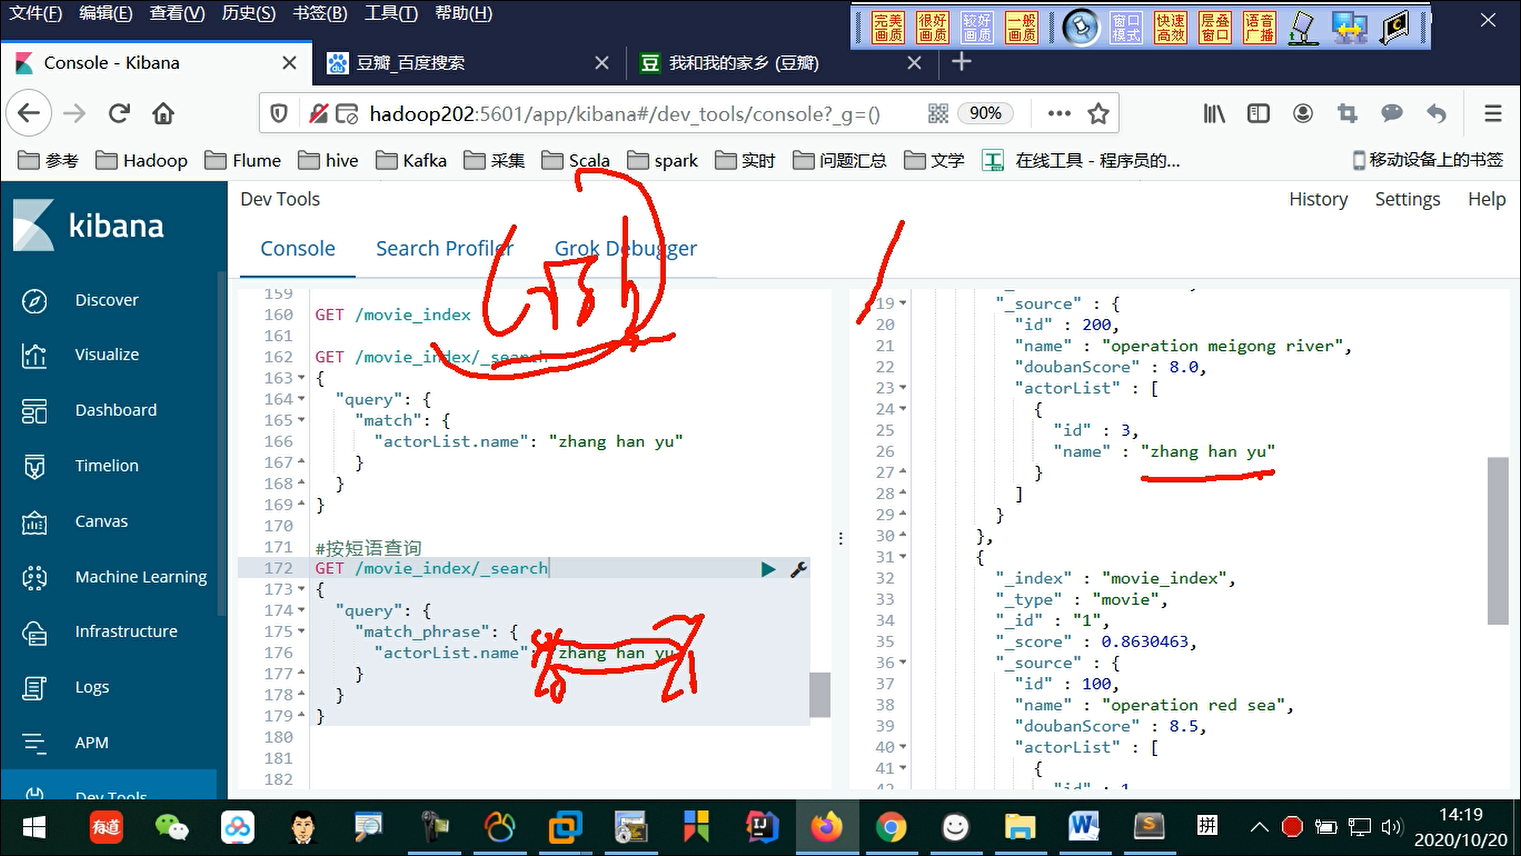 文件(F) 编辑(E) 查看(V) 历史(S) 书签(B) 工具(T) 帮助(H)
完美画质 很好画质 较好画质 一般画质 窗口模式 快速高效 层叠窗口 语音广播
Console - Kibana 豆瓣_百度搜索 豆 我和我的家乡 (豆瓣)
hadoop202:5601/app/kibana#/dev_tools/console?_g=() 90%
参考 Hadoop Flume hive Kafka 采集 Scala spark 实时 问题汇总 文学 在线工具 - 程序员的... 移动设备上的书签
kibana
Discover
Visualize
Dashboard
Timelion
Canvas
Machine Learning
Infrastructure
Logs
APM
Dev Tools
Dev Tools History Settings Help
Console Search Profiler Grok Debugger
159
160 GET /movie_index
161
162 GET /movie_index/_search
163 {
164 "query": {
165 "match": {
166 "actorList.name": "zhang han yu"
167 }
168 }
169 }
170
171 #按短语查询
172 GET /movie_index/_search
173 {
174 "query": {
175 "match_phrase": {
176 "actorList.name": "zhang han yu
177 }
178 }
179 }
180
181
182
19 "_source" : {
20 "id" : 200,
21 "name" : "operation meigong river",
22 "doubanScore" : 8.0,
23 "actorList" : [
24 {
25 "id" : 3,
26 "name" : "zhang han yu"
27 }
28 ]
29 }
30 },
31 {
32 "_index" : "movie_index",
33 "_type" : "movie",
34 "_id" : "1",
35 "_score" : 0.8630463,
36 "_source" : {
37 "id" : 100,
38 "name" : "operation red sea",
39 "doubanScore" : 8.5,
40 "actorList" : [
41 {
42 "id" : 1
有道 拼 14:19
2020/10/20